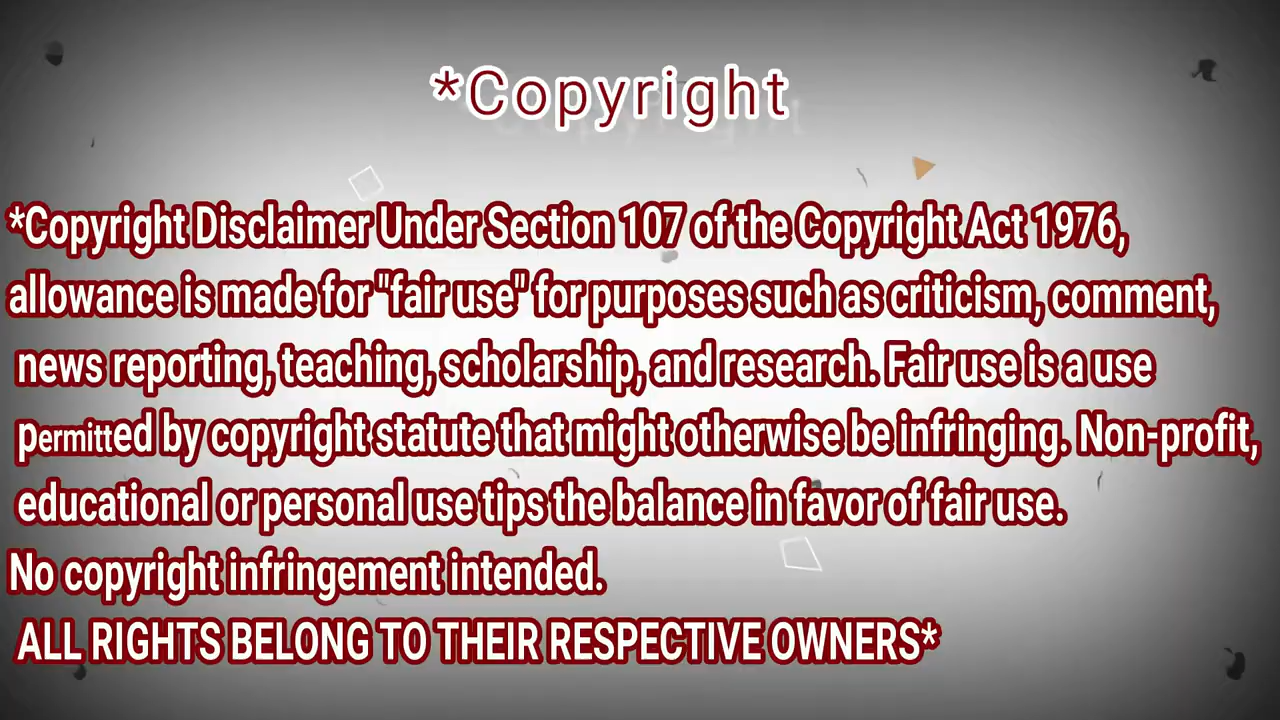 *Copyright
*Copyright Disclaimer Under Section 107 of the Copyright Act 1976,
allowance is made for "fair use" for purposes such as criticism, comment,
news reporting, teaching, scholarship, and research. Fair use is a use
permitted by copyright statute that might otherwise be infringing. Non-profit,
educational or personal use tips the balance in favor of fair use.
No copyright infringement intended.
ALL RIGHTS BELONG TO THEIR RESPECTIVE OWNERS*